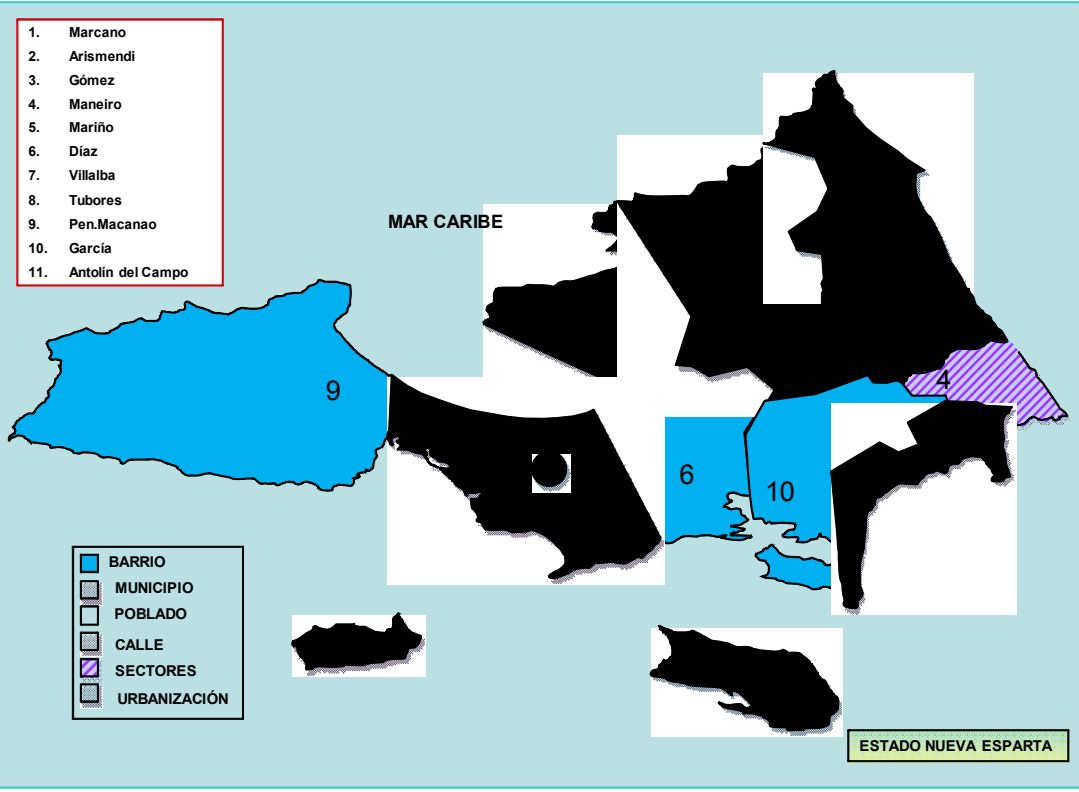 1. Marcano
2. Arismendi
3. Gómez
4. Maneiro
5. Mariño
6. Díaz
7. Villalba
8. Tubores
9. Pen.Macanao
10. García
11. Antolín del Campo
MAR CARIBE
9
4
6
10
BARRIO
MUNICIPIO
POBLADO
CALLE
SECTORES
URBANIZACIÓN
ESTADO NUEVA ESPARTA